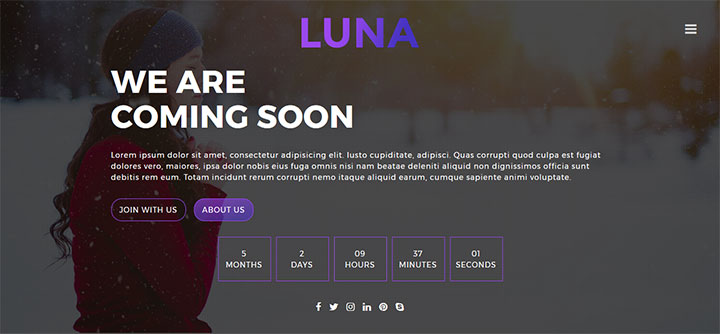 LUNA
WE ARE
COMING SOON
Lorem ipsum dolor sit amet, consectetur adipisicing elit. Iusto cupiditate, adipisci. Quas corrupti quod culpa est fugiat
dolores vero, maiores, ipsa dolor nobis eius fuga omnis nisi nam beatae deleniti aliquid non dignissimos officia sunt
debitis rem eum. Totam incidunt rerum corrupti nemo itaque aliquid earum, cumque sapiente animi voluptate.
JOIN WITH US ABOUT US
5 2 09 37 01
MONTHS DAYS HOURS MINUTES SECONDS